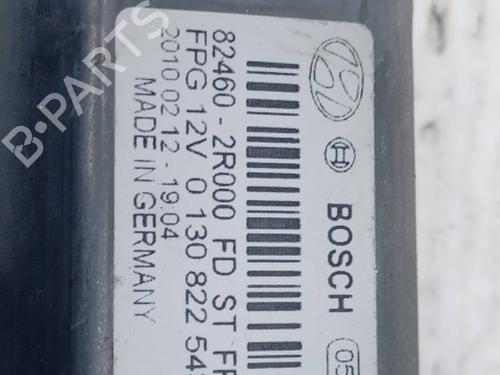 BOSCH 05
82460 - 2R000 FD ST
FPG 12V 0 130 822
2010 02 12 - 19:04
MADE IN GERMANY
B-PARTS